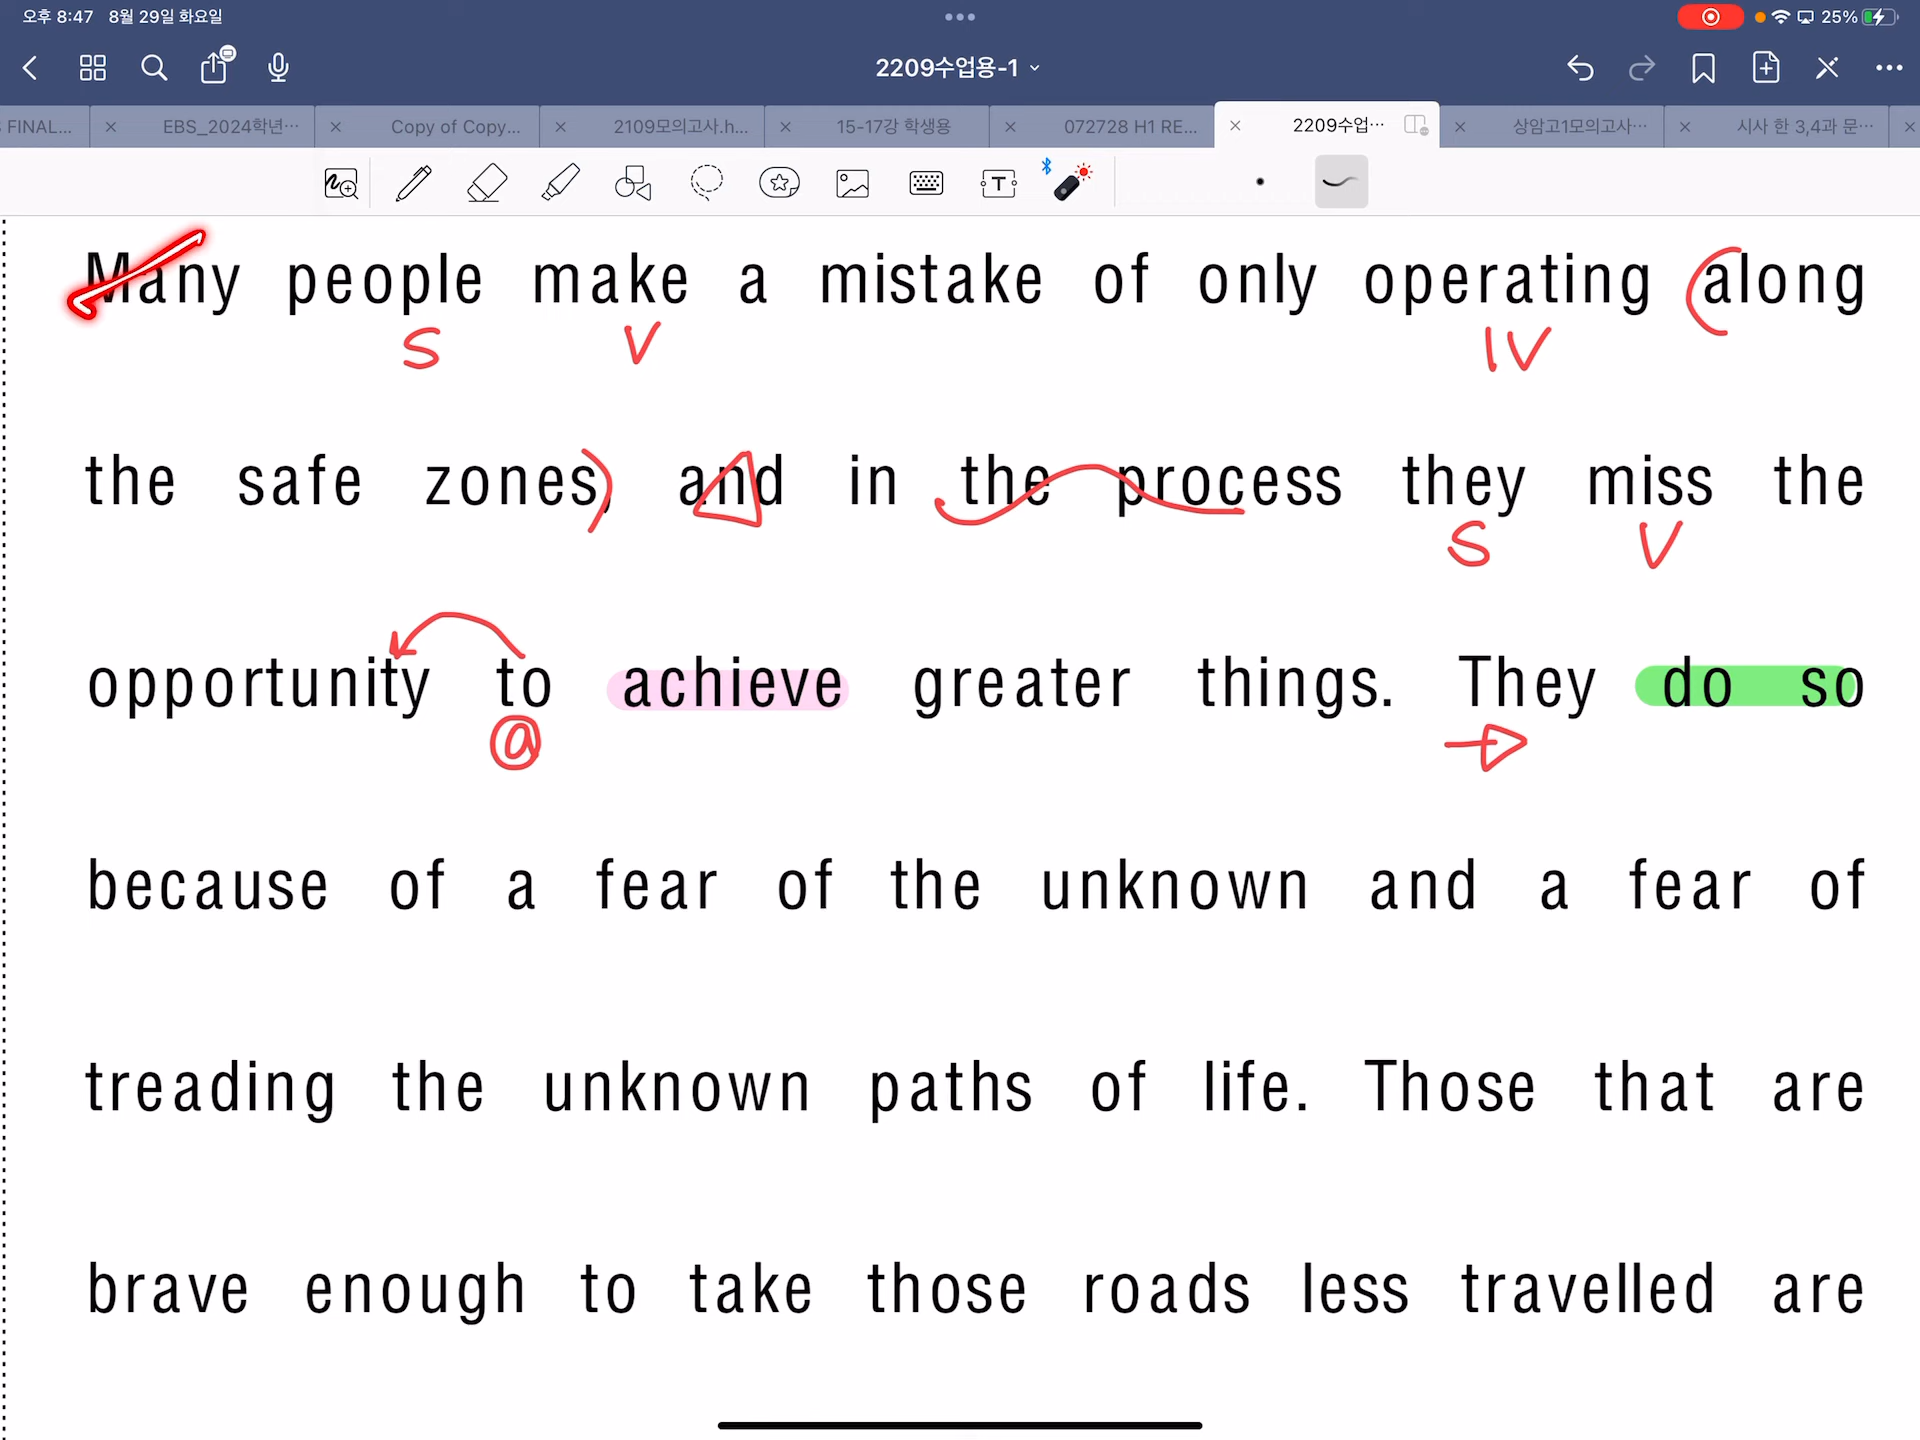 오후 8:47 8월 29일 화요일
25%
2209수업용-1
FINAL...
EBS_2024학년...
Copy of Copy...
2109모의고사.h...
15-17강 학생용
072728 H1 RE...
2209수업...
상암고1모의고사...
시사 한 3,4과 문...
Many people make a mistake of only operating (along
S V IV
the safe zones), and in the process they miss the
S V
opportunity to achieve greater things. They do so
ⓐ
because of a fear of the unknown and a fear of
treading the unknown paths of life. Those that are
brave enough to take those roads less travelled are